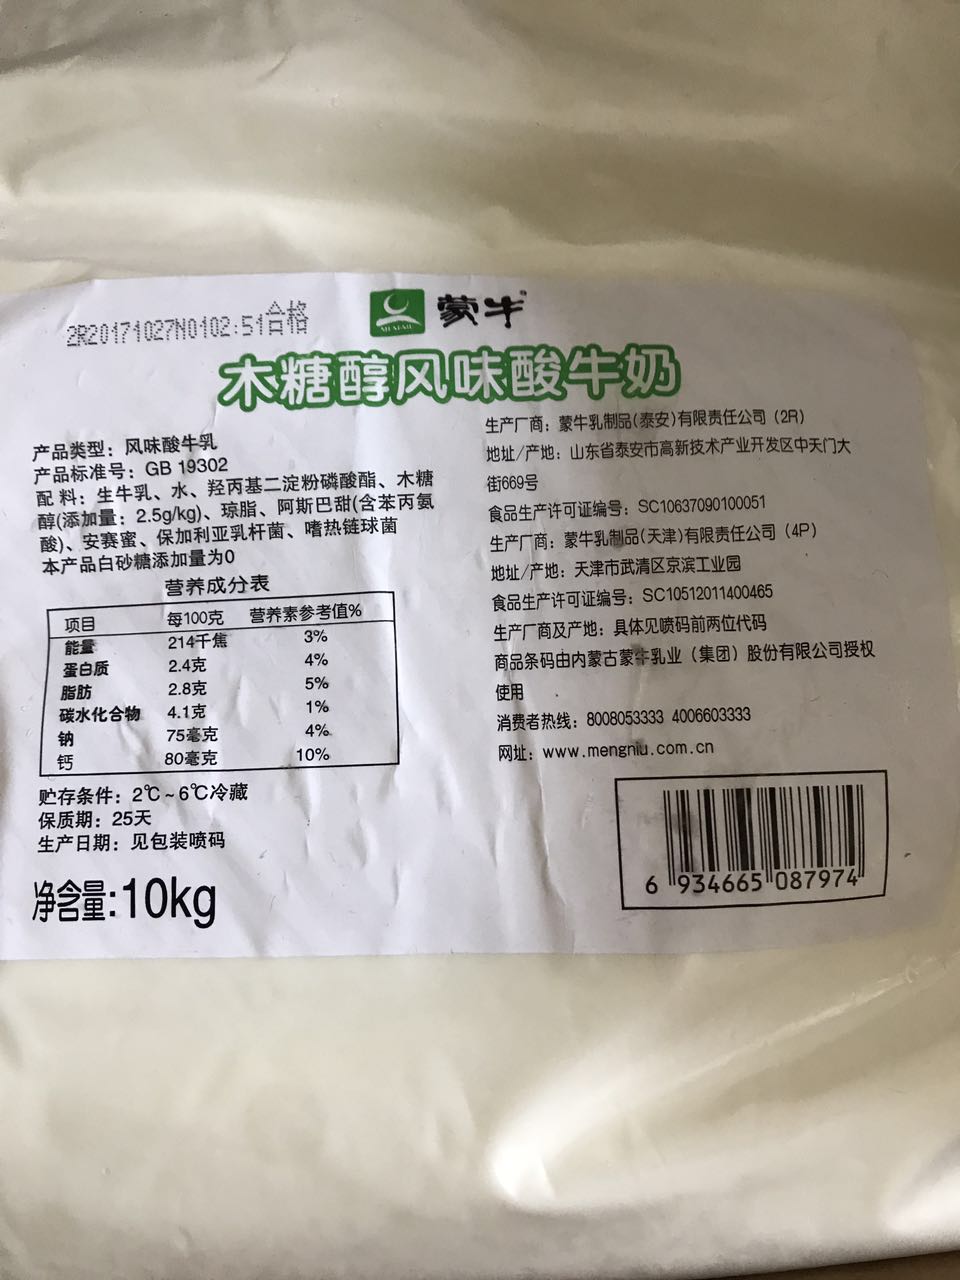 2R20171027N0102:51合格
MENGNIU
蒙牛
木糖醇风味酸牛奶
产品类型：风味酸牛乳
产品标准号：GB 19302
配 料：生牛乳、水、羟丙基二淀粉磷酸酯、木糖
醇(添加量：2.5g/kg)、琼脂、阿斯巴甜(含苯丙氨
酸)、安赛蜜、保加利亚乳杆菌、嗜热链球菌
本产品白砂糖添加量为0
营养成分表
项目 每100克 营养素参考值%
能量 214千焦 3%
蛋白质 2.4克 4%
脂肪 2.8克 5%
碳水化合物 4.1克 1%
钠 75毫克 4%
钙 80毫克 10%
贮存条件：2℃~6℃冷藏
保质期：25天
生产日期：见包装喷码
净含量:10kg
生产厂商：蒙牛乳制品(泰安)有限责任公司（2R）
地址/产地：山东省泰安市高新技术产业开发区中天门大
街669号
食品生产许可证编号：SC10637090100051
生产厂商：蒙牛乳制品(天津)有限责任公司（4P）
地址/产地：天津市武清区京滨工业园
食品生产许可证编号：SC10512011400465
生产厂商及产地：具体见喷码前两位代码
商品条码由内蒙古蒙牛乳业（集团）股份有限公司授权
使用
消费者热线：8008053333 4006603333
网址：www.mengniu.com.cn
6 934665 087974